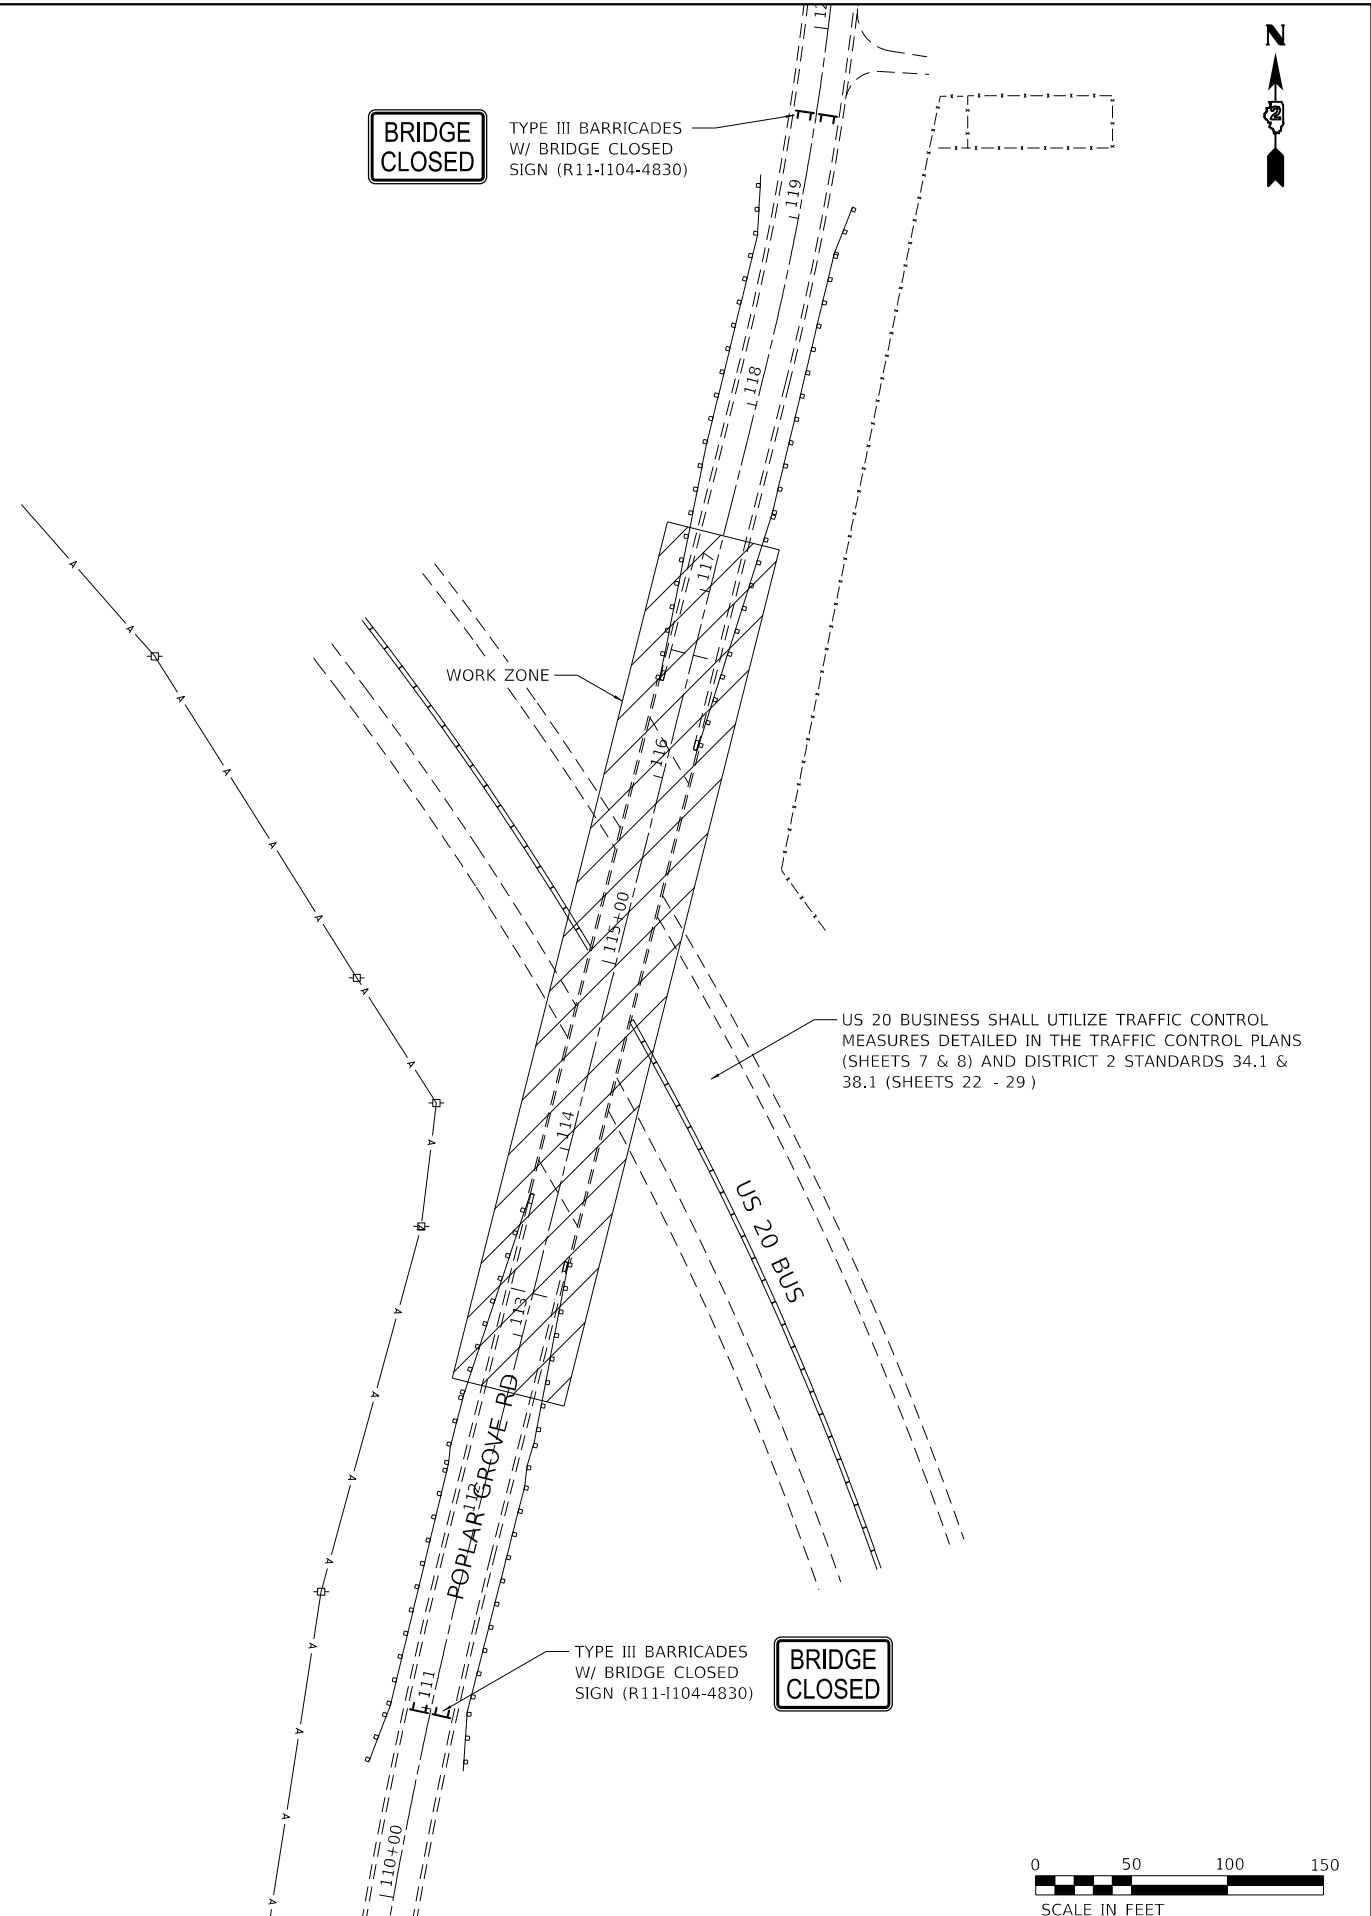 12
N
2
BRIDGE
CLOSED
TYPE III BARRICADES
W/ BRIDGE CLOSED
SIGN (R11-I104-4830)
119
118
117
WORK ZONE
116
115+00
US 20 BUSINESS SHALL UTILIZE TRAFFIC CONTROL
MEASURES DETAILED IN THE TRAFFIC CONTROL PLANS
(SHEETS 7 & 8) AND DISTRICT 2 STANDARDS 34.1 &
38.1 (SHEETS 22 - 29 )
114
US 20 BUS
113
POPLAR GROVE RD
112
TYPE III BARRICADES
W/ BRIDGE CLOSED
SIGN (R11-I104-4830)
BRIDGE
CLOSED
111
110+00
0 50 100 150
SCALE IN FEET